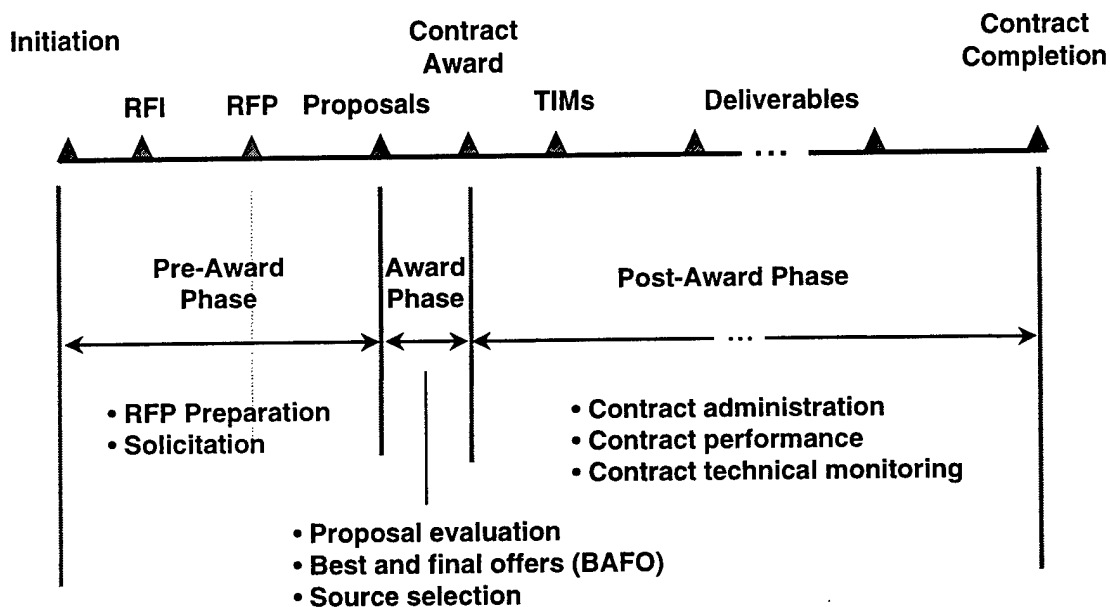 Initiation
Contract
Award
Contract
Completion
RFI
RFP
Proposals
TIMs
Deliverables
...
Pre-Award
Phase
Award
Phase
Post-Award Phase
...
• RFP Preparation
• Solicitation
• Contract administration
• Contract performance
• Contract technical monitoring
• Proposal evaluation
• Best and final offers (BAFO)
• Source selection